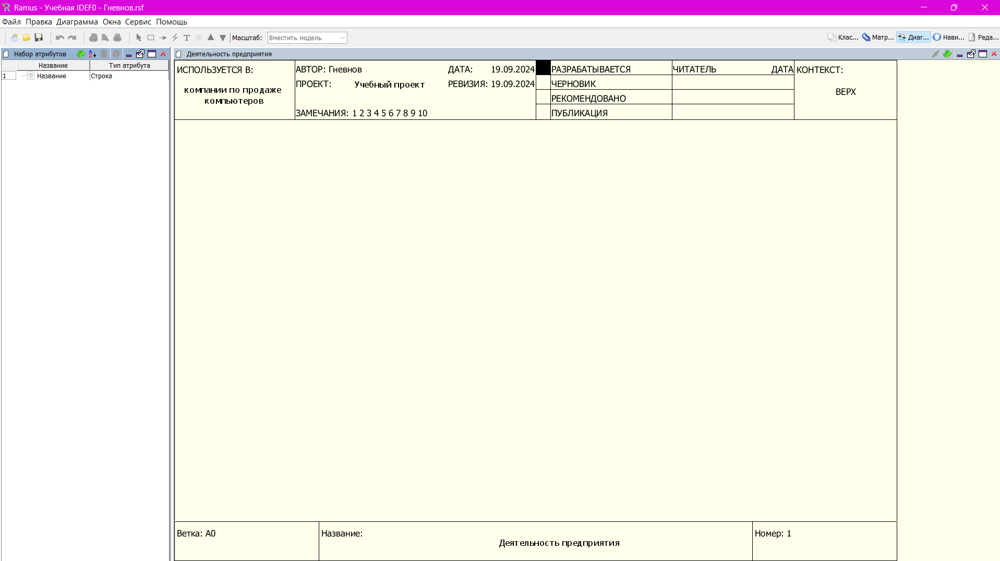 Ramus - Учебная IDEF0 - Гневнов.rsf
Файл Правка Диаграмма Окна Сервис Помощь
Масштаб: Вместить модель Клас... Матр... Диаг... Нави... Реда...
Набор атрибутов
Название Тип атрибута
1 Название Строка
Деятельность предприятия
ИСПОЛЬЗУЕТСЯ В:
компании по продаже
компьютеров
АВТОР: Гневнов ДАТА: 19.09.2024
ПРОЕКТ: Учебный проект РЕВИЗИЯ: 19.09.2024
ЗАМЕЧАНИЯ: 1 2 3 4 5 6 7 8 9 10
РАЗРАБАТЫВАЕТСЯ
ЧЕРНОВИК
РЕКОМЕНДОВАНО
ПУБЛИКАЦИЯ
ЧИТАТЕЛЬ ДАТА
КОНТЕКСТ:
ВЕРХ
Ветка: A0
Название:
Деятельность предприятия
Номер: 1